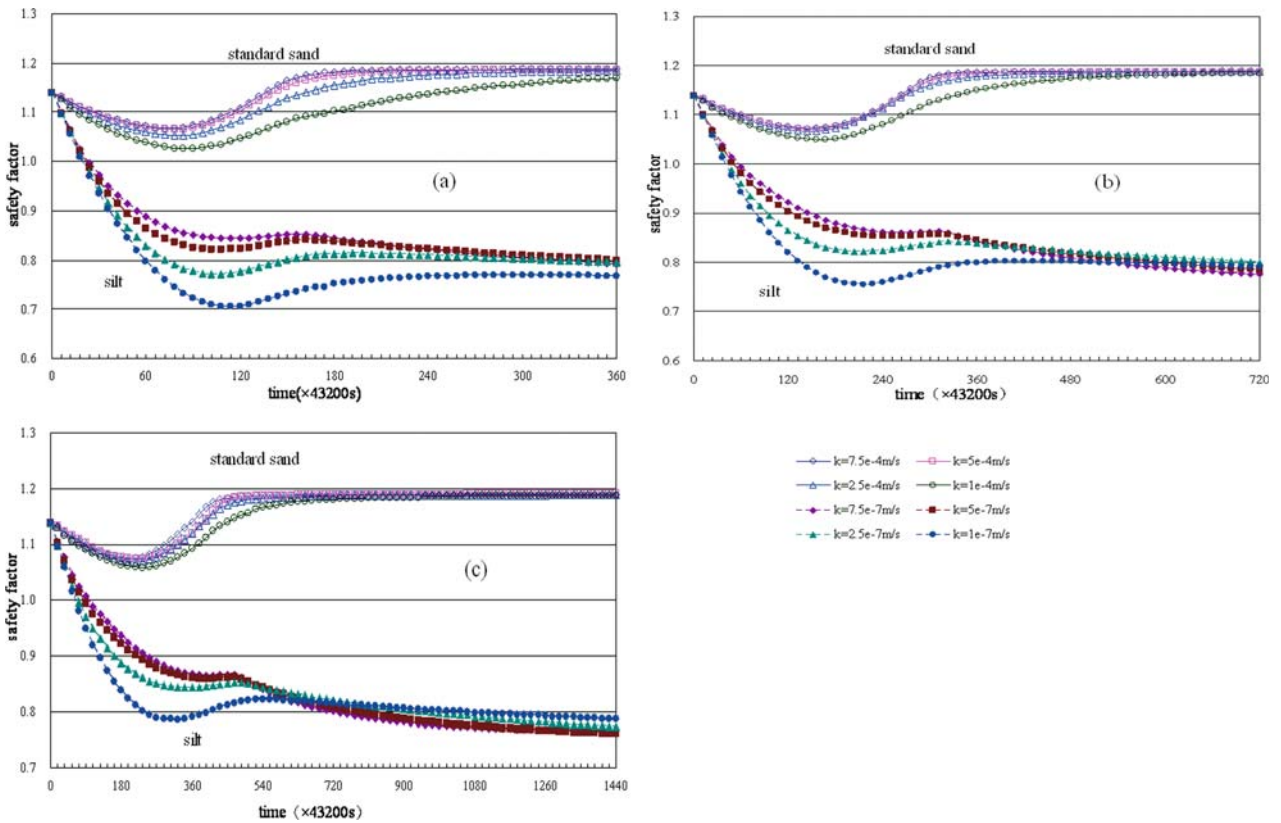 1.3
standard sand
1.2
1.1
1.0
safety factor
(a)
0.9
0.8
silt
0.7
0.6
0 60 120 180 240 300 360
time(×43200s)
1.3
standard sand
1.2
1.1
1.0
safety factor
(b)
0.9
0.8
silt
0.7
0.6
0 120 240 360 480 600 720
time (×43200s)
1.3
standard sand
1.2
1.1
(c)
safety factor
1.0
0.9
0.8
silt
0.7
0 180 360 540 720 900 1080 1260 1440
time (×43200s)
k=7.5e-4m/s k=5e-4m/s
k=2.5e-4m/s k=1e-4m/s
k=7.5e-7m/s k=5e-7m/s
k=2.5e-7m/s k=1e-7m/s